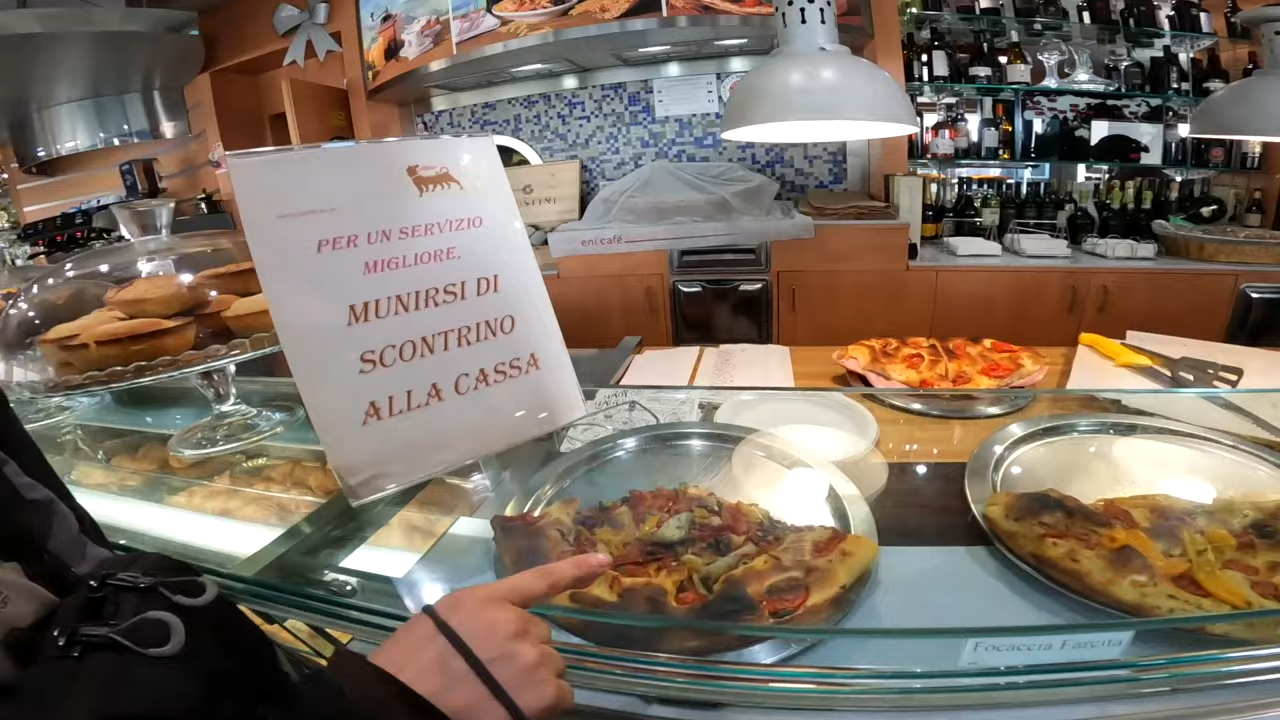 PER UN SERVIZIO
MIGLIORE,
MUNIRSI DI
SCONTRINO
ALLA CASSA
eni café
Focaccia Farcita